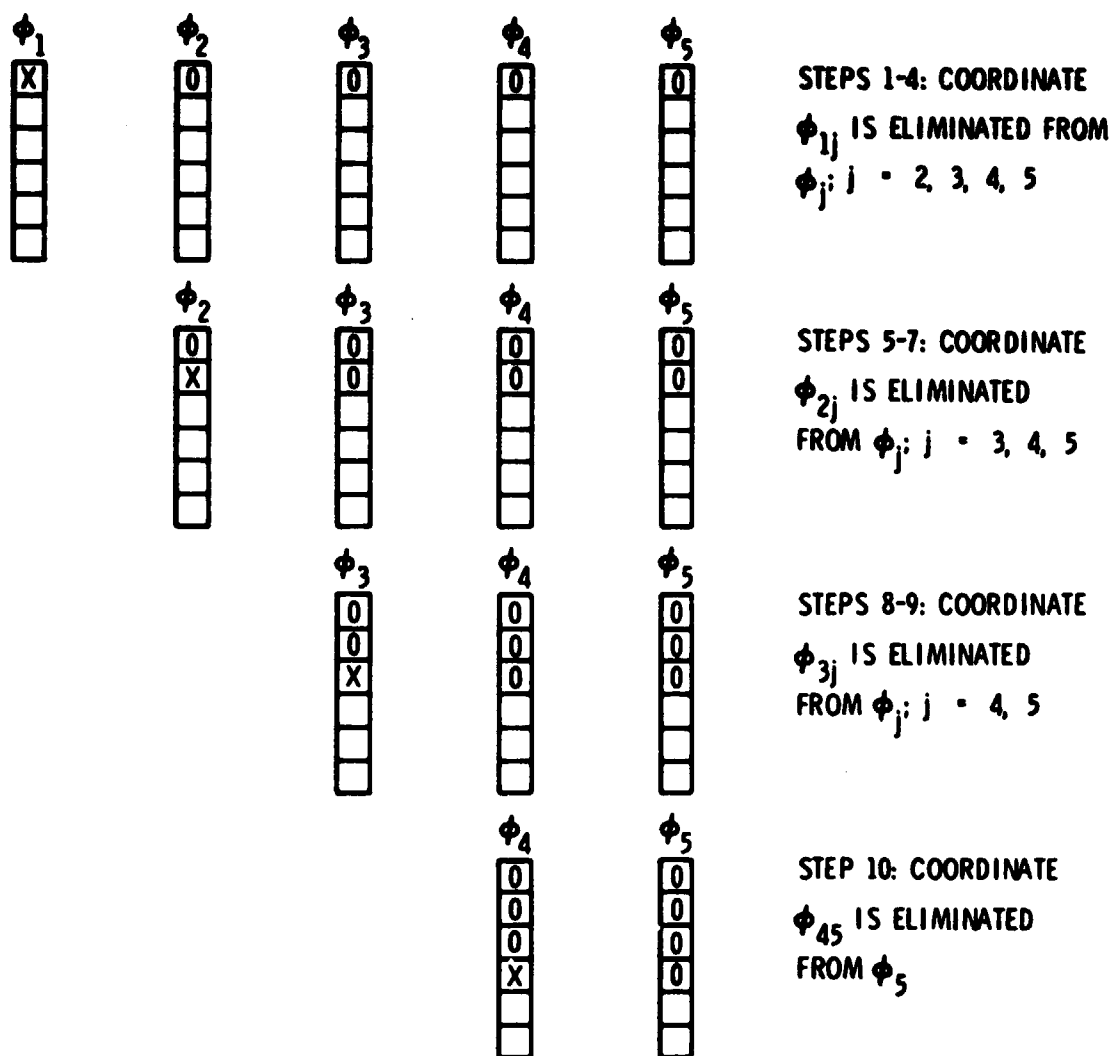 ϕ1 ϕ2 ϕ3 ϕ4 ϕ5
X 0 0 0 0
STEPS 1-4: COORDINATE
ϕ1j IS ELIMINATED FROM
ϕj; j = 2, 3, 4, 5
ϕ2 ϕ3 ϕ4 ϕ5
0 0 0 0
X 0 0 0
STEPS 5-7: COORDINATE
ϕ2j IS ELIMINATED
FROM ϕj; j = 3, 4, 5
ϕ3 ϕ4 ϕ5
0 0 0
0 0 0
X 0 0
STEPS 8-9: COORDINATE
ϕ3j IS ELIMINATED
FROM ϕj; j = 4, 5
ϕ4 ϕ5
0 0
0 0
0 0
X 0
STEP 10: COORDINATE
ϕ45 IS ELIMINATED
FROM ϕ5